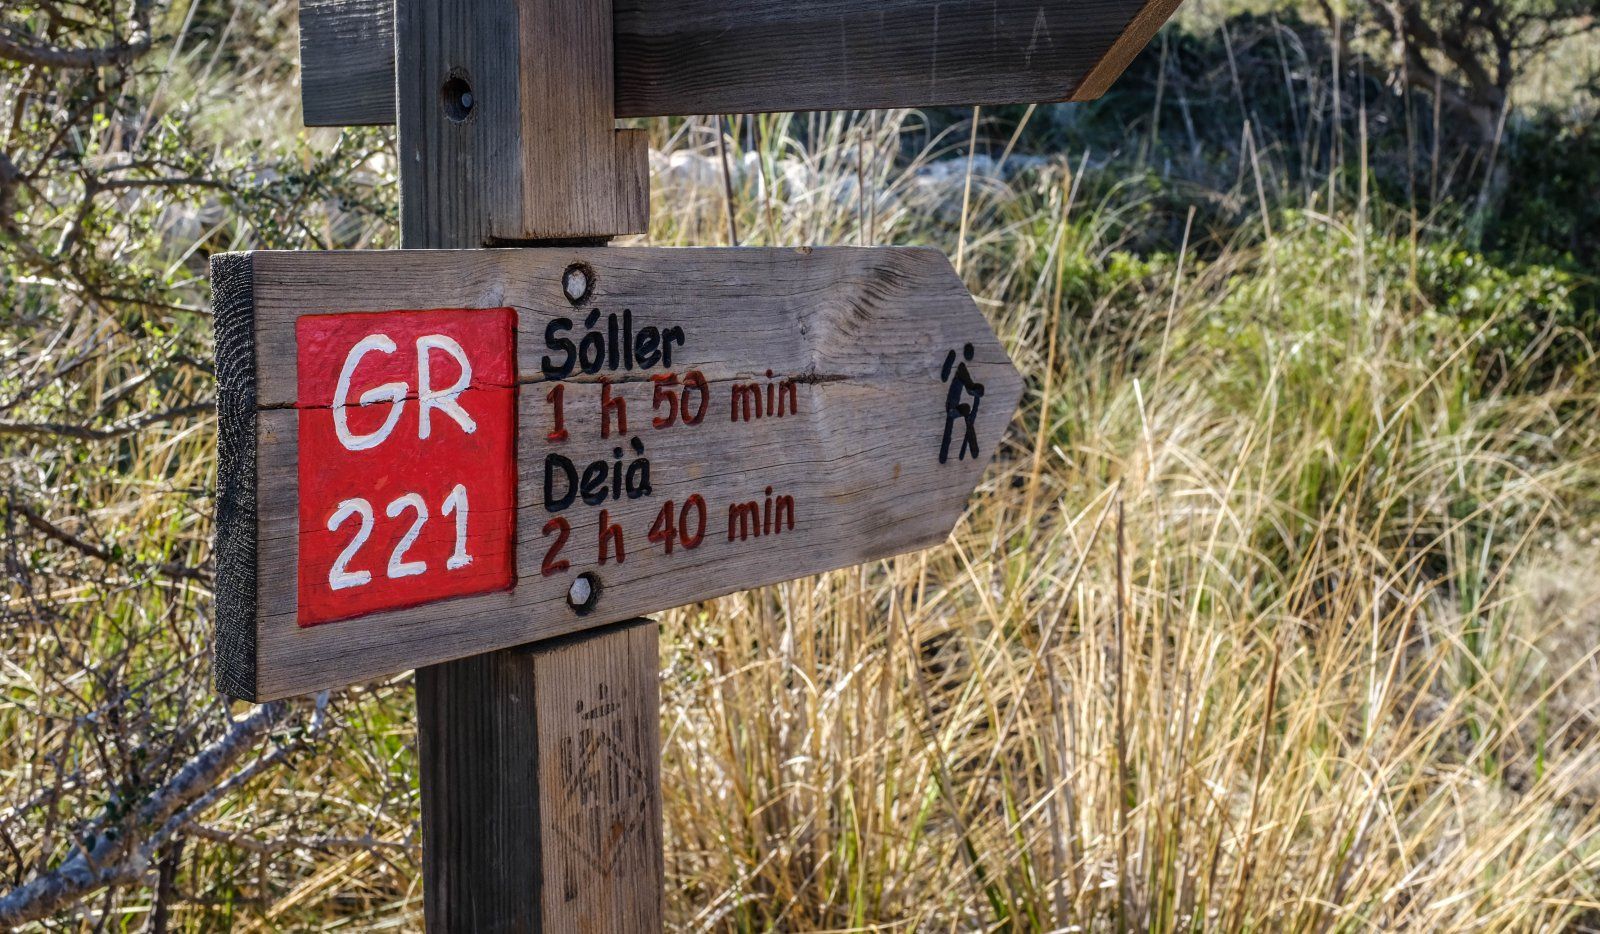 GR
221
Sóller
1 h 50 min
Deià
2 h 40 min